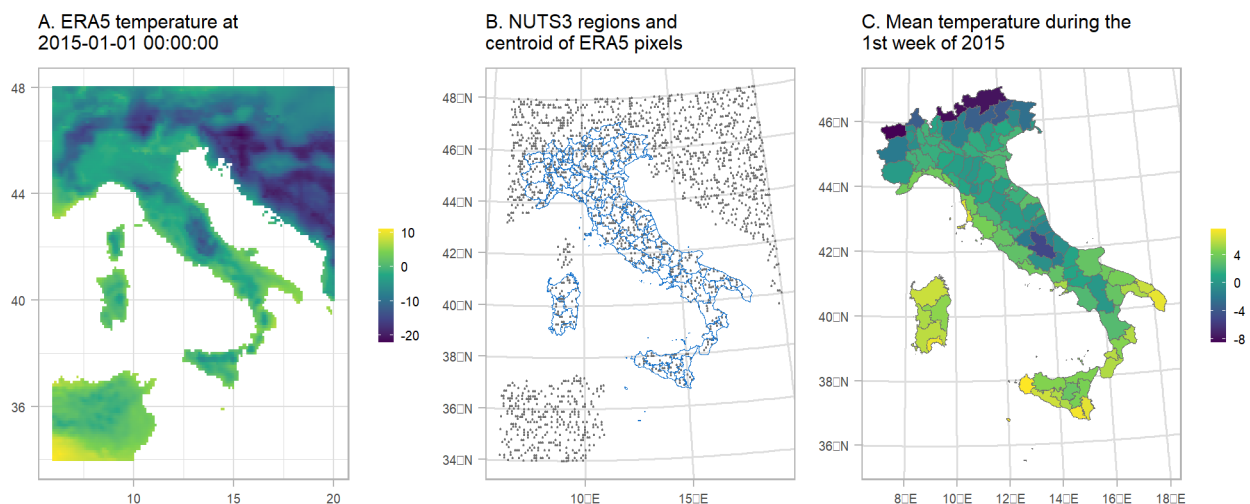 A. ERA5 temperature at
2015-01-01 00:00:00
48
44
40
36
10
15
20
10
0
-10
-20
B. NUTS3 regions and
centroid of ERA5 pixels
48□N
46□N
44□N
42□N
40□N
38□N
36□N
34□N
10□E
15□E
C. Mean temperature during the
1st week of 2015
46□N
44□N
42□N
40□N
38□N
36□N
8□E
10□E
12□E
14□E
16□E
18□E
4
0
-4
-8